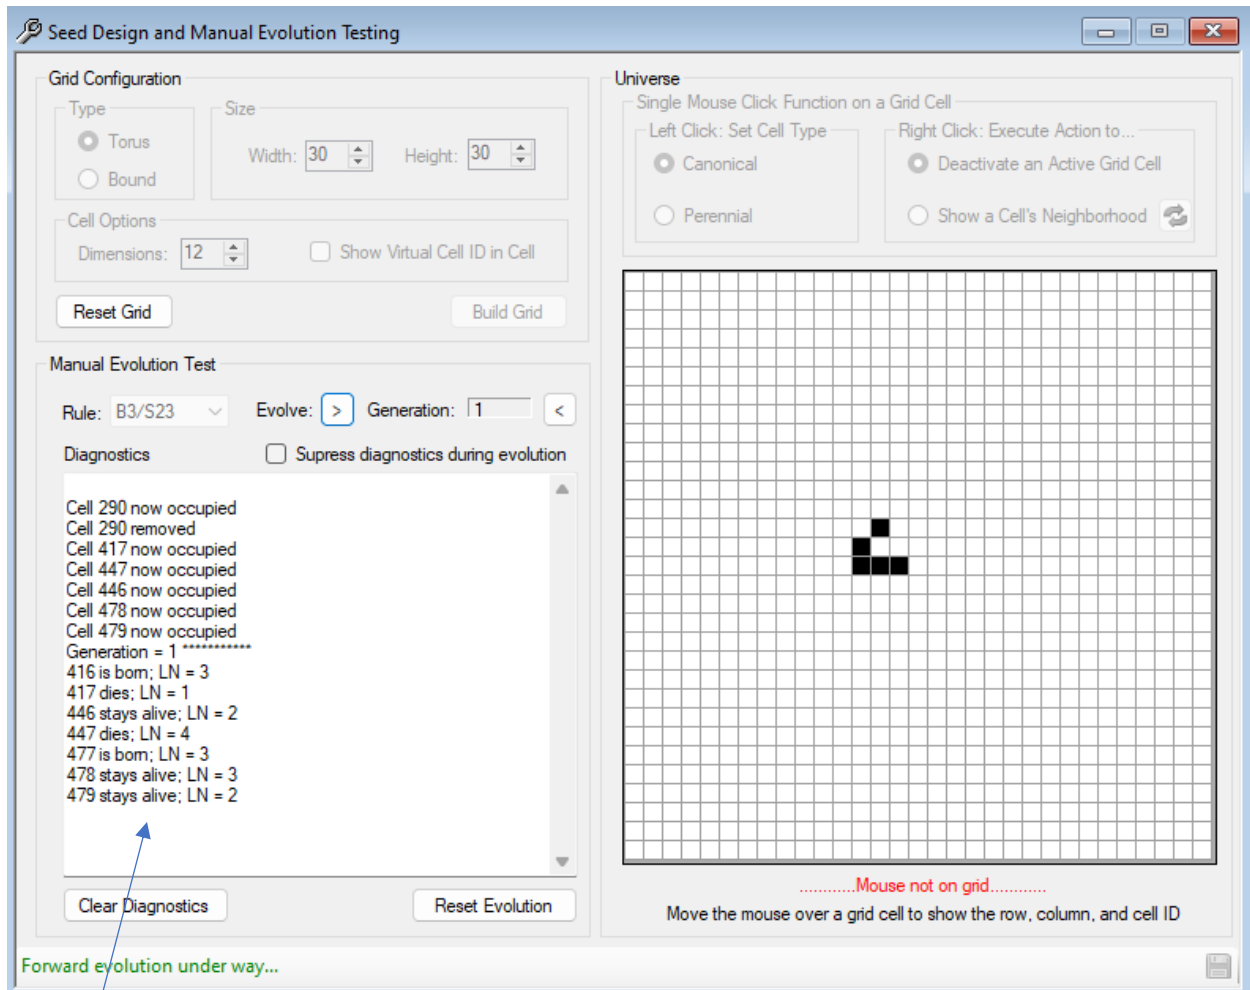 Seed Design and Manual Evolution Testing
Grid Configuration
Type
Torus
Bound
Size
Width: 30
Height: 30
Cell Options
Dimensions: 12
Show Virtual Cell ID in Cell
Reset Grid
Build Grid
Manual Evolution Test
Rule: B3/S23
Evolve: >
Generation: 1
<
Diagnostics
Supress diagnostics during evolution
Cell 290 now occupied
Cell 290 removed
Cell 417 now occupied
Cell 447 now occupied
Cell 446 now occupied
Cell 478 now occupied
Cell 479 now occupied
Generation = 1 ***********
416 is born; LN = 3
417 dies; LN = 1
446 stays alive; LN = 2
447 dies; LN = 4
477 is born; LN = 3
478 stays alive; LN = 3
479 stays alive; LN = 2
Clear Diagnostics
Reset Evolution
Universe
Single Mouse Click Function on a Grid Cell
Left Click: Set Cell Type
Canonical
Perennial
Right Click: Execute Action to...
Deactivate an Active Grid Cell
Show a Cell's Neighborhood
............Mouse not on grid............
Move the mouse over a grid cell to show the row, column, and cell ID
Forward evolution under way...